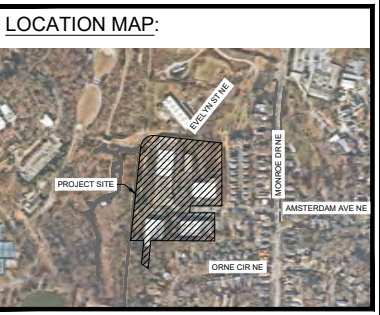 LOCATION MAP:
EVELYN ST NE
MONROE DR NE
PROJECT SITE
AMSTERDAM AVE NE
ORNE CIR NE